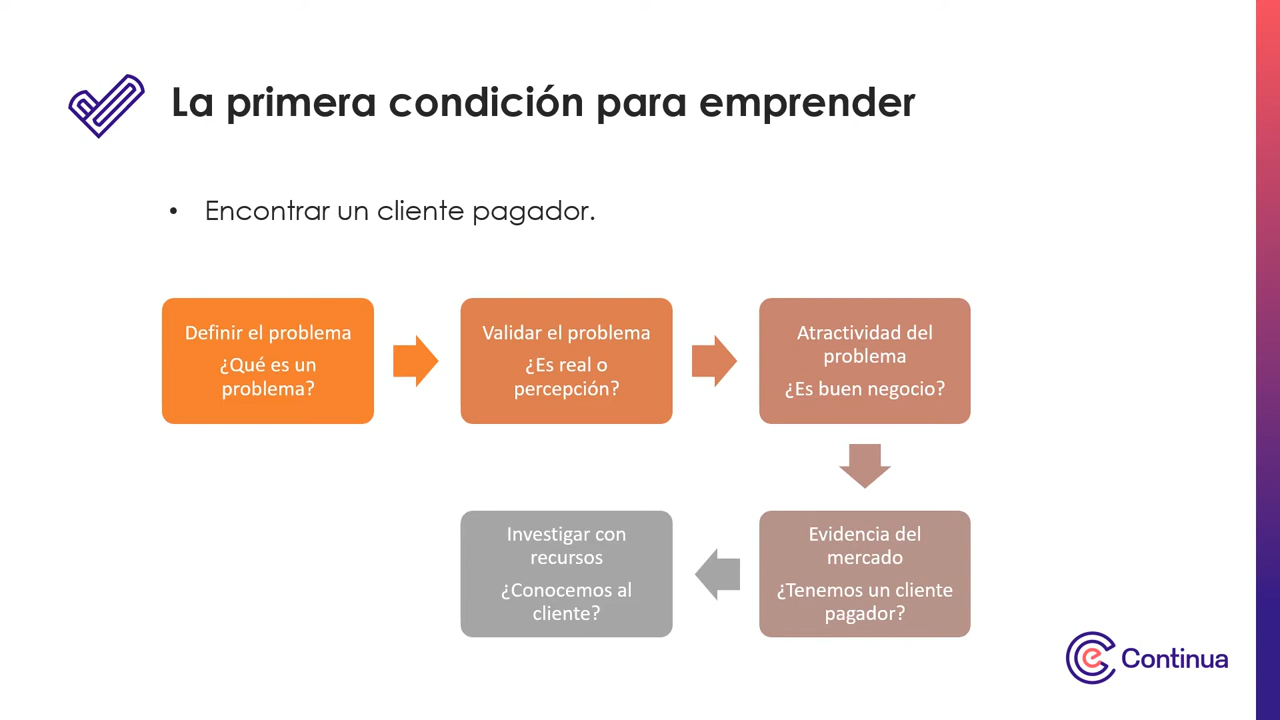 La primera condición para emprender
• Encontrar un cliente pagador.
Definir el problema
¿Qué es un
problema?
Validar el problema
¿Es real o
percepción?
Atractividad del
problema
¿Es buen negocio?
Investigar con
recursos
¿Conocemos al
cliente?
Evidencia del
mercado
¿Tenemos un cliente
pagador?
Continua